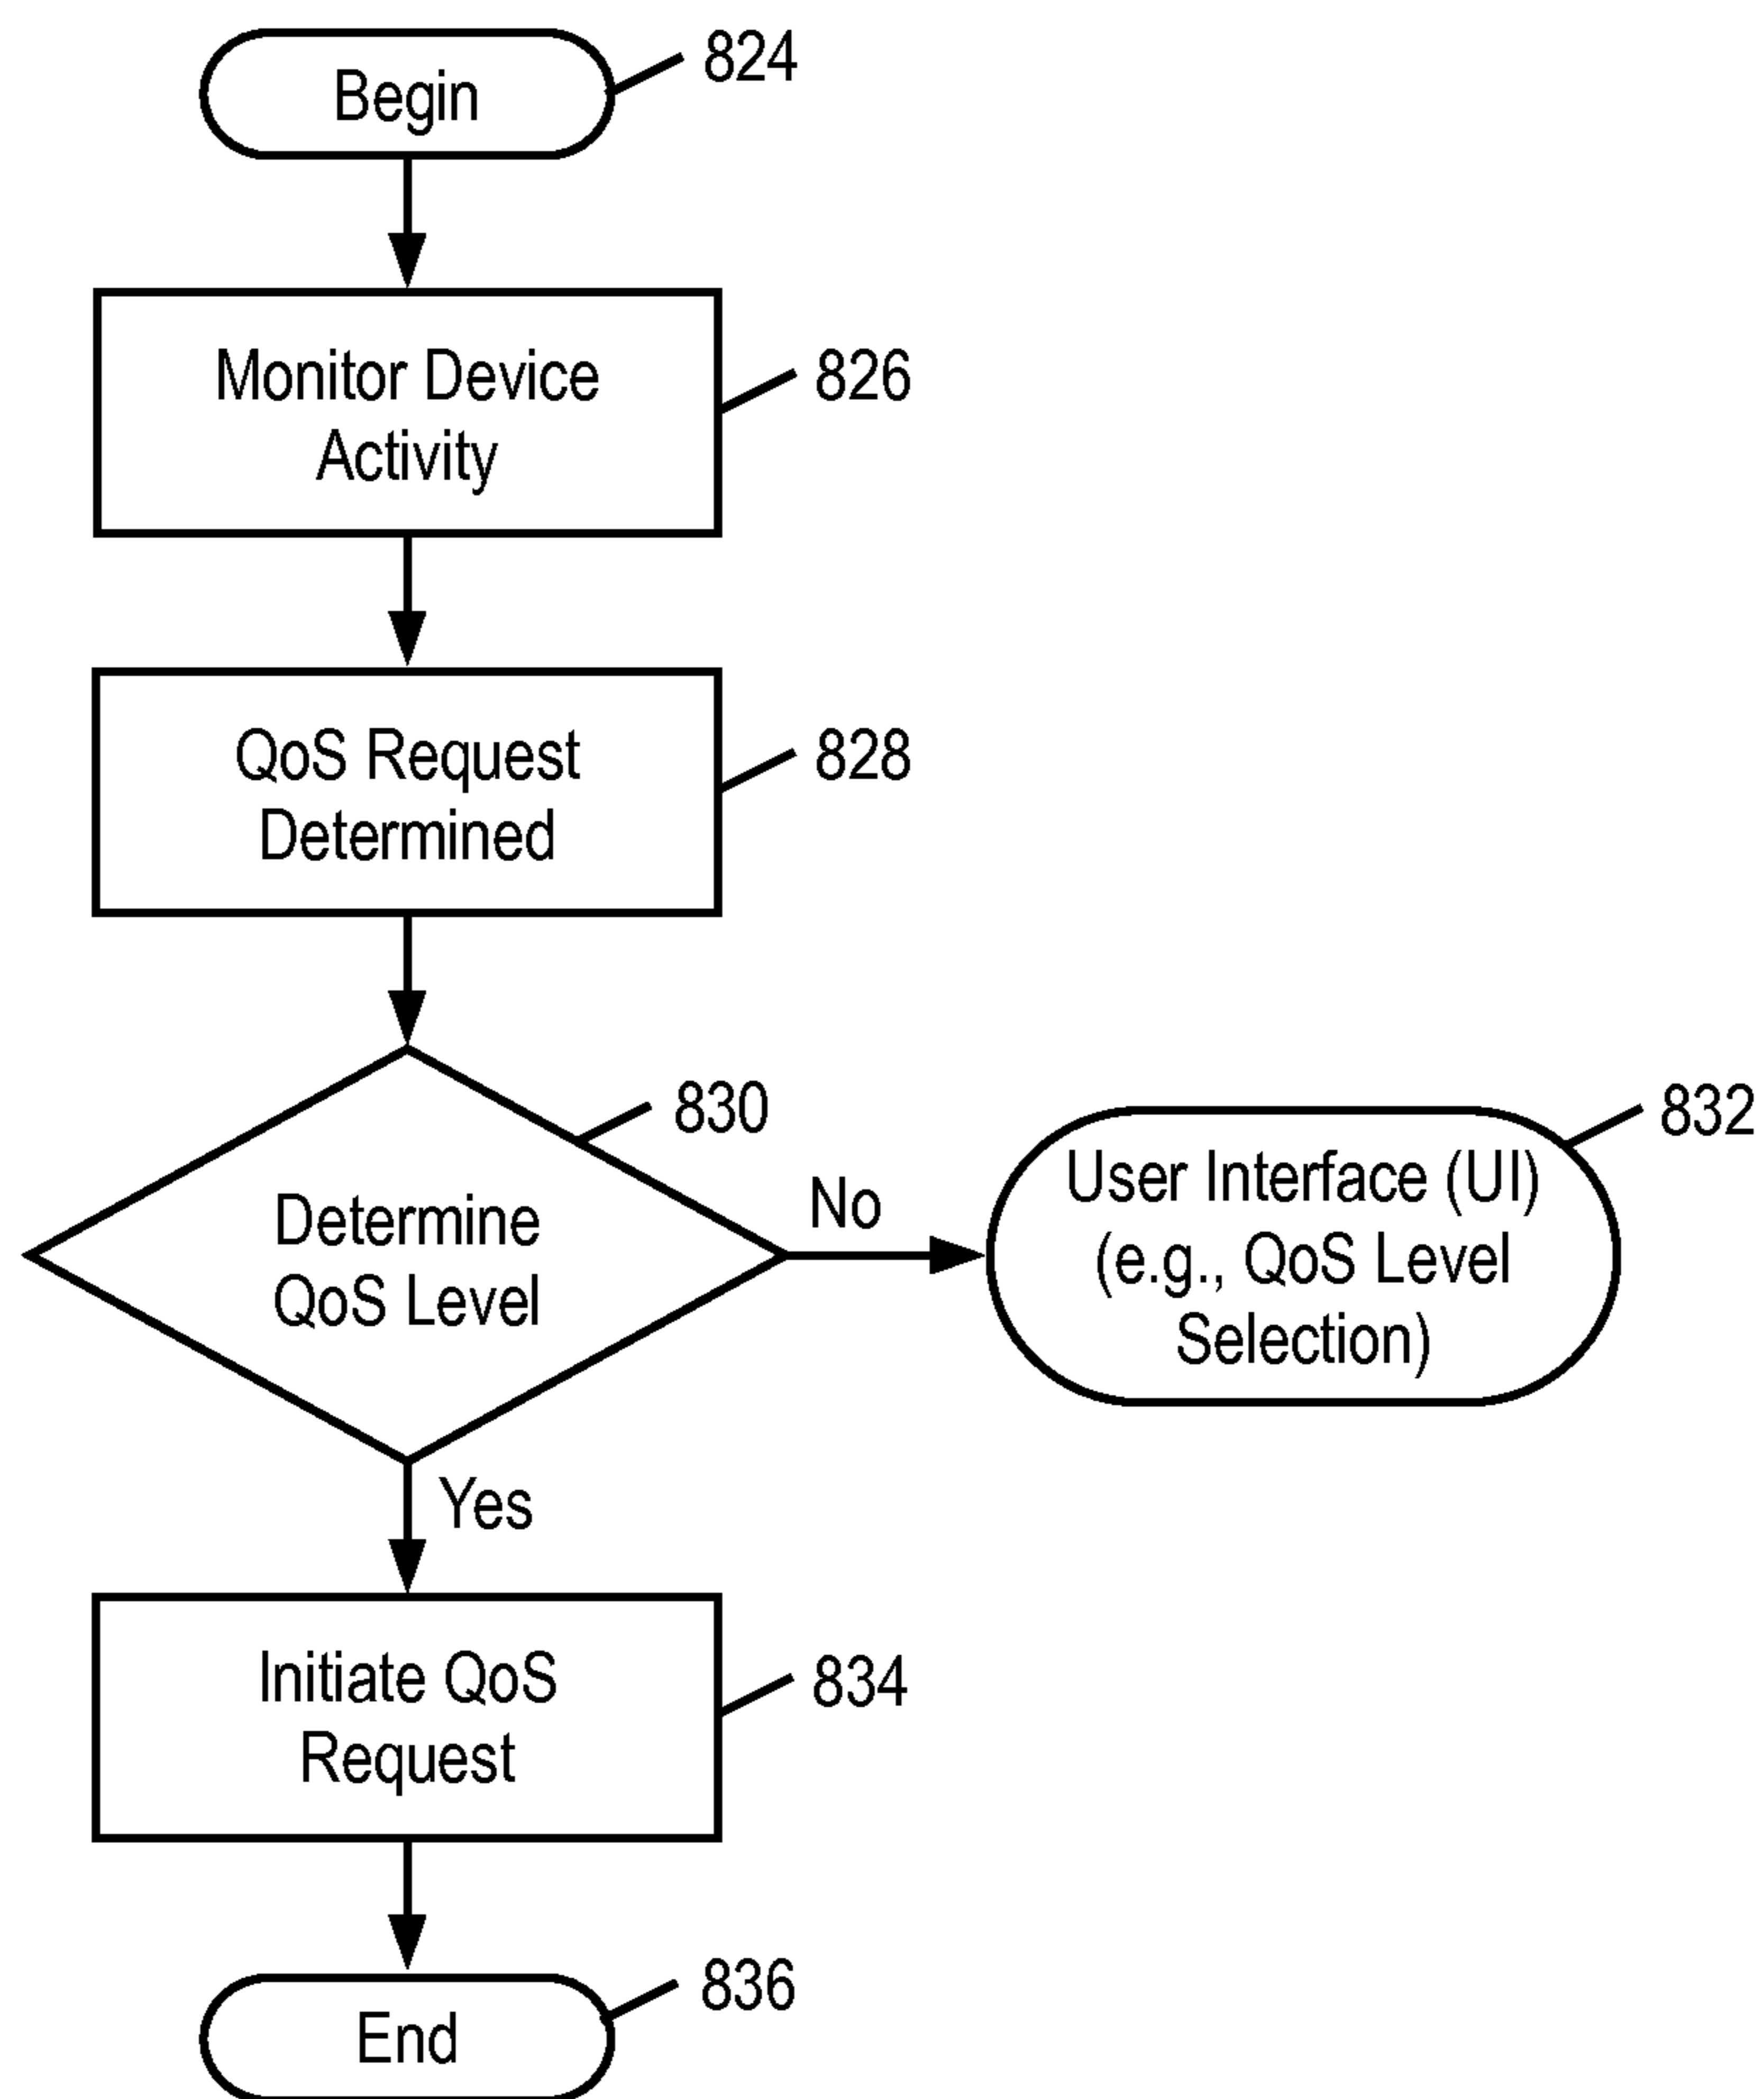 Begin
824
Monitor Device
Activity
826
QoS Request
Determined
828
830
Determine
QoS Level
No
User Interface (UI)
(e.g., QoS Level
Selection)
832
Yes
Initiate QoS
Request
834
End
836